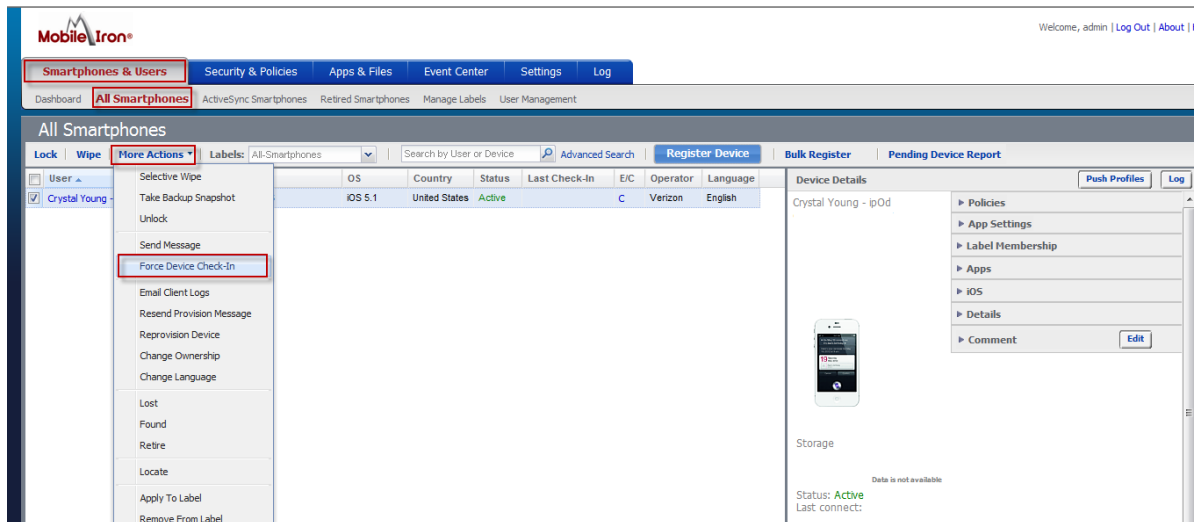 Mobile Iron®
Welcome, admin | Log Out | About |
Smartphones & Users Security & Policies Apps & Files Event Center Settings Log
Dashboard All Smartphones ActiveSync Smartphones Retired Smartphones Manage Labels User Management
All Smartphones
Lock Wipe More Actions Labels: All-Smartphones Search by User or Device Advanced Search Register Device Bulk Register Pending Device Report
User OS Country Status Last Check-In E/C Operator Language
Crystal Young - iOS 5.1 United States Active C Verizon English
Selective Wipe
Take Backup Snapshot
Unlock
Send Message
Force Device Check-In
Email Client Logs
Resend Provision Message
Reprovision Device
Change Ownership
Change Language
Lost
Found
Retire
Locate
Apply To Label
Remove From Label
Device Details Push Profiles Log
Crystal Young - ipOd
Policies
App Settings
Label Membership
Apps
iOS
Details
Comment Edit
Storage
Data is not available
Status: Active
Last connect: